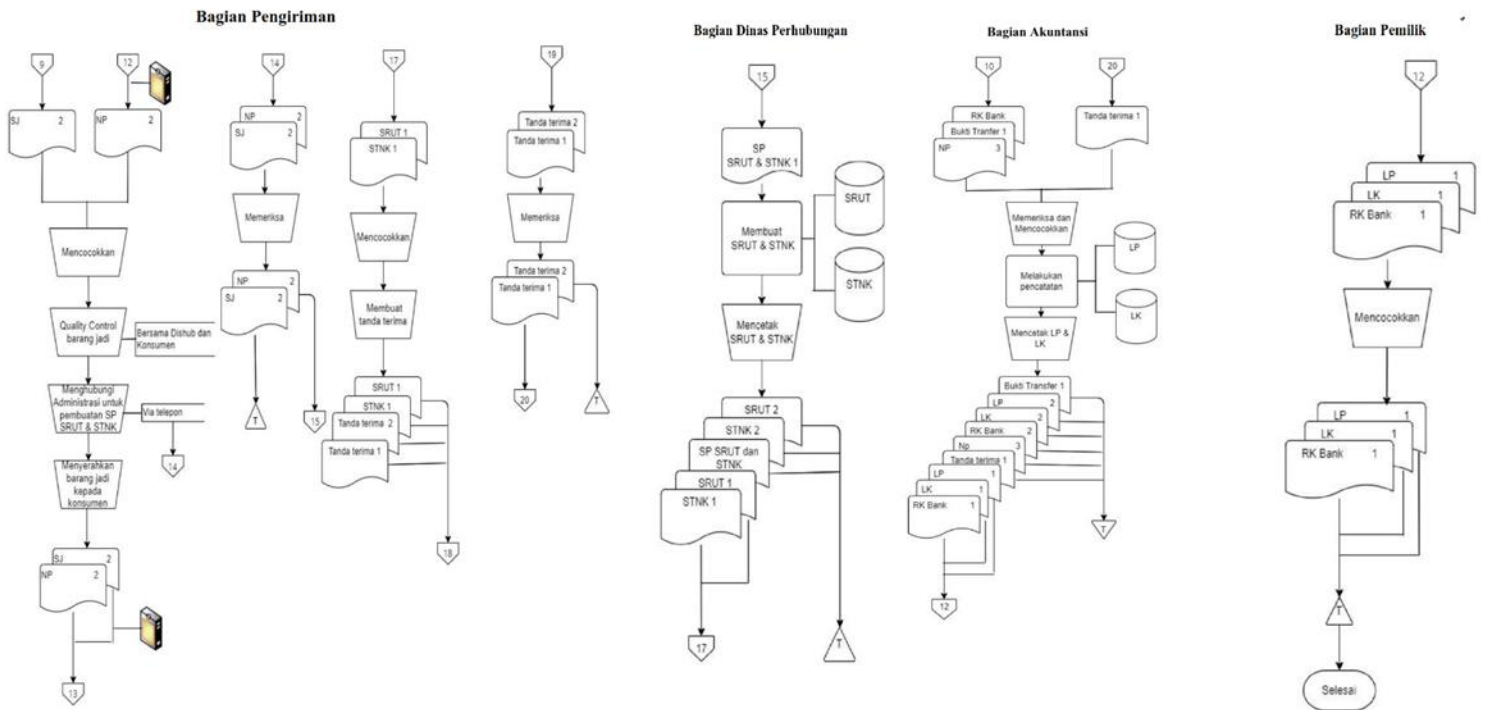 Bagian Pengiriman
9
12
SJ 2
NP 2
Mencocokkan
Quality Control
barang jadi
Bersama Dishub dan
Konsumen
Menghubungi
Administrasi untuk
pembuatan SP
SRUT & STNK
Via telepon
14
Menyerahkan
barang jadi
kepada
konsumen
SJ 2
NP 2
13
14
NP 2
SJ 2
Memeriksa
NP 2
SJ 2
T
15
17
SRUT 1
STNK 1
Mencocokkan
Membuat
tanda terima
SRUT 1
STNK 1
Tanda terima 2
Tanda terima 1
18
19
Tanda terima 2
Tanda terima 1
Memeriksa
Tanda terima 2
Tanda terima 1
20
T
Bagian Dinas Perhubungan
15
SP
SRUT & STNK 1
Membuat
SRUT & STNK
SRUT
STNK
Mencetak
SRUT & STNK
SRUT 2
STNK 2
SP SRUT dan
STNK
SRUT 1
STNK 1
17
T
Bagian Akuntansi
10
20
RK Bank
Bukti Tranfer 1
NP 3
Tanda terima 1
Memeriksa dan
Mencocokkan
Melakukan
pencatatan
LP
LK
Mencetak LP &
LK
Bukti Transfer 1
LP 2
LK 2
RK Bank 2
Np 3
Tanda terima 1
LP 1
LK 1
RK Bank 1
T
12
Bagian Pemilik
12
LP 1
LK 1
RK Bank 1
Mencocokkan
LP 1
LK 1
RK Bank 1
T
Selesai